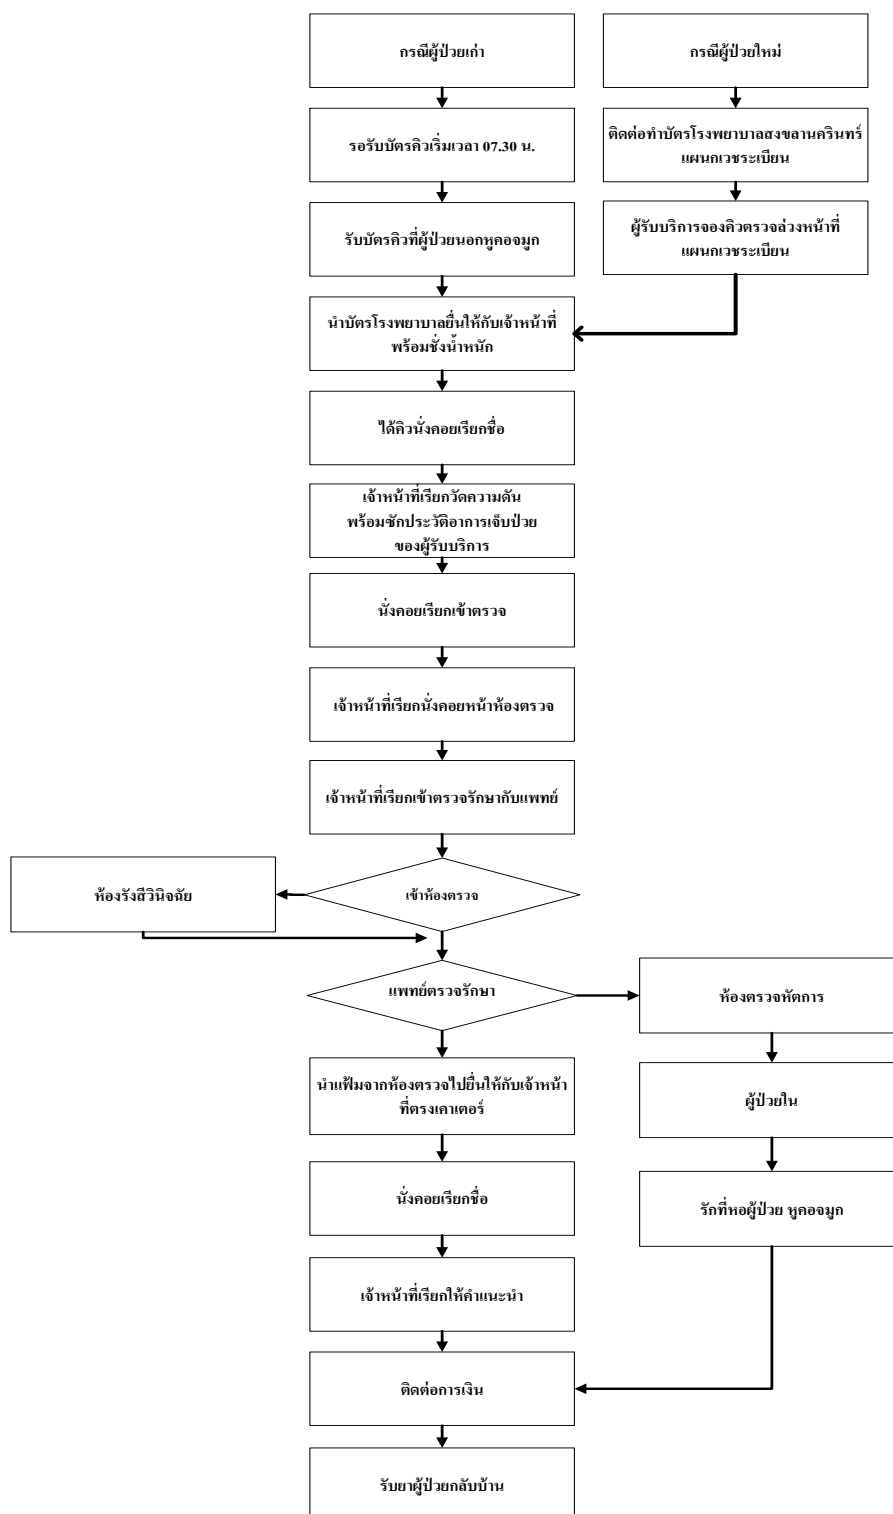 กรณีผู้ป่วยเก่า
กรณีผู้ป่วยใหม่
รอรับบัตรคิวเริ่มเวลา 07.30 น.
ติดต่อทำบัตรโรงพยาบาลสงขลานครินทร์
แผนกเวชระเบียน
รับบัตรคิวที่ผู้ป่วยนอกหูคอจมูก
ผู้รับบริการจองคิวตรวจล่วงหน้าที่
แผนกเวชระเบียน
นำบัตรโรงพยาบาลยื่นให้กับเจ้าหน้าที่
พร้อมชั่งน้ำหนัก
ได้คิวนั่งคอยเรียกชื่อ
เจ้าหน้าที่เรียกวัดความดัน
พร้อมซักประวัติอาการเจ็บป่วย
ของผู้รับบริการ
นั่งคอยเรียกเข้าตรวจ
เจ้าหน้าที่เรียกนั่งคอยหน้าห้องตรวจ
เจ้าหน้าที่เรียกเข้าตรวจรักษากับแพทย์
ห้องรังสีวินิจฉัย
เข้าห้องตรวจ
แพทย์ตรวจรักษา
ห้องตรวจหัตการ
นำแฟ้มจากห้องตรวจไปยื่นให้กับเจ้าหน้า
ที่ตรงเคาเตอร์
ผู้ป่วยใน
นั่งคอยเรียกชื่อ
รักที่หอผู้ป่วย หูคอจมูก
เจ้าหน้าที่เรียกให้คำแนะนำ
ติดต่อการเงิน
รับยาผู้ป่วยกลับบ้าน